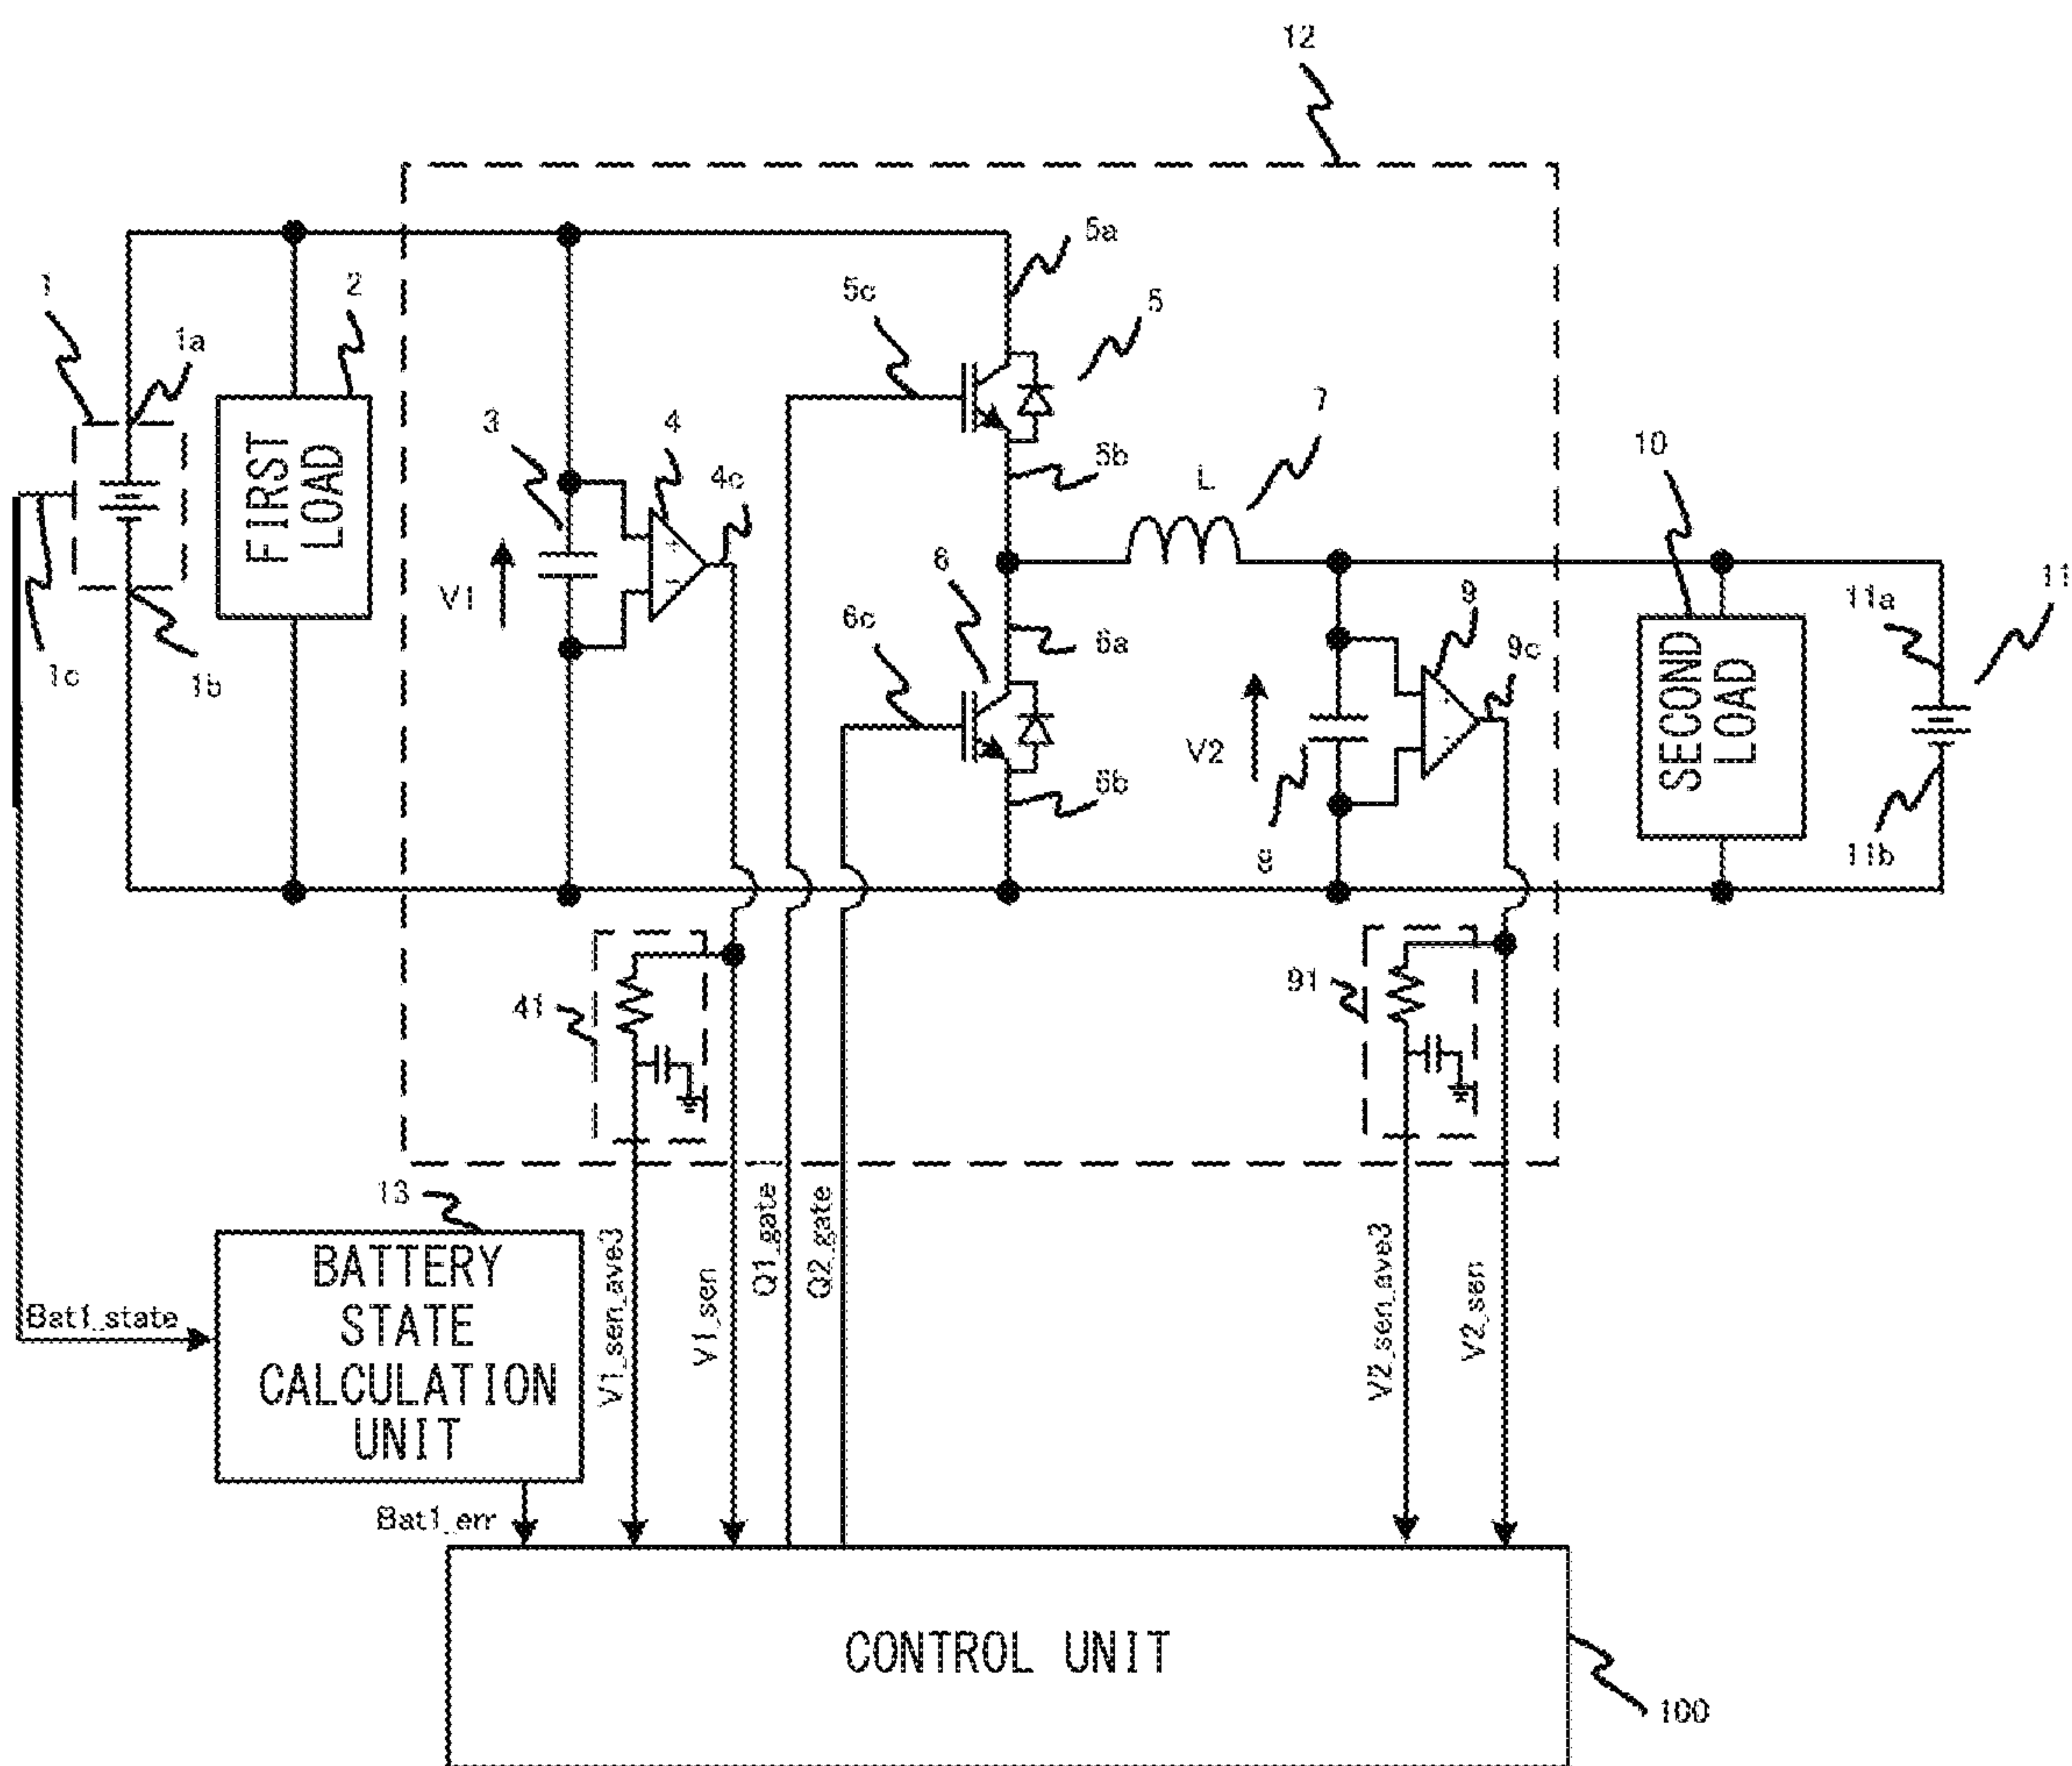 12
5a
1
2
5c
5
1a
3
4
4c
5b
7
10
L
FIRST
LOAD
V1
6
9
11a
11
6c
6a
9c
1c
1b
SECOND
LOAD
V2
6b
8
11b
41
91
13
BATTERY
STATE
CALCULATION
UNIT
Bat1_state
V1_sen_ave3
V1_sen
Q1_gate
Q2_gate
V2_sen_ave3
V2_sen
Bat1_err
CONTROL UNIT
100